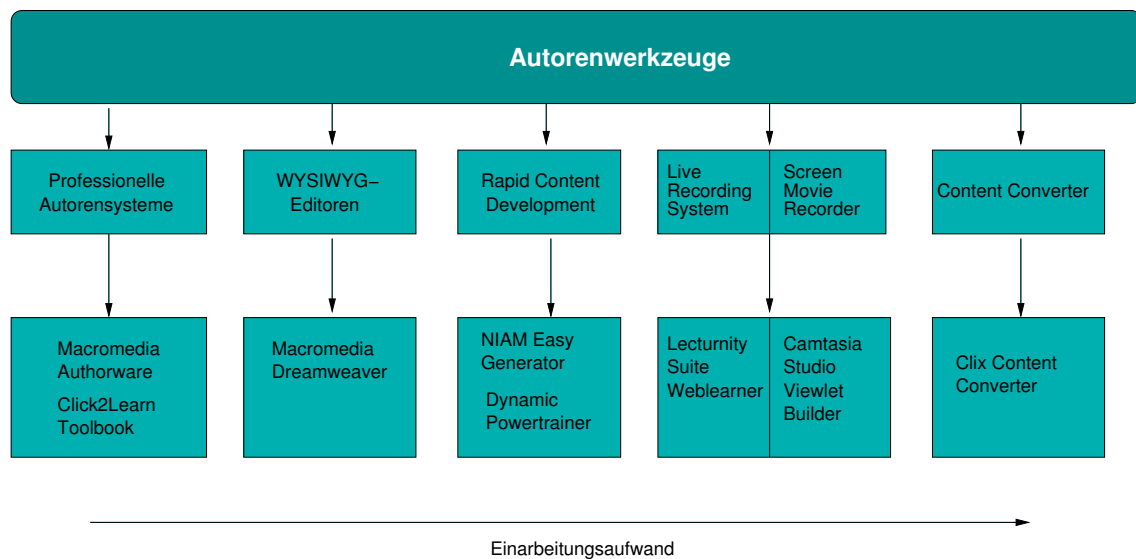 Autorenwerkzeuge
Professionelle
Autorensysteme
WYSIWYG–
Editoren
Rapid Content
Development
Live
Recording
System
Screen
Movie
Recorder
Content Converter
Macromedia
Authorware
Click2Learn
Toolbook
Macromedia
Dreamweaver
NIAM Easy
Generator
Dynamic
Powertrainer
Lecturnity
Suite
Weblearner
Camtasia
Studio
Viewlet
Builder
Clix Content
Converter
Einarbeitungsaufwand